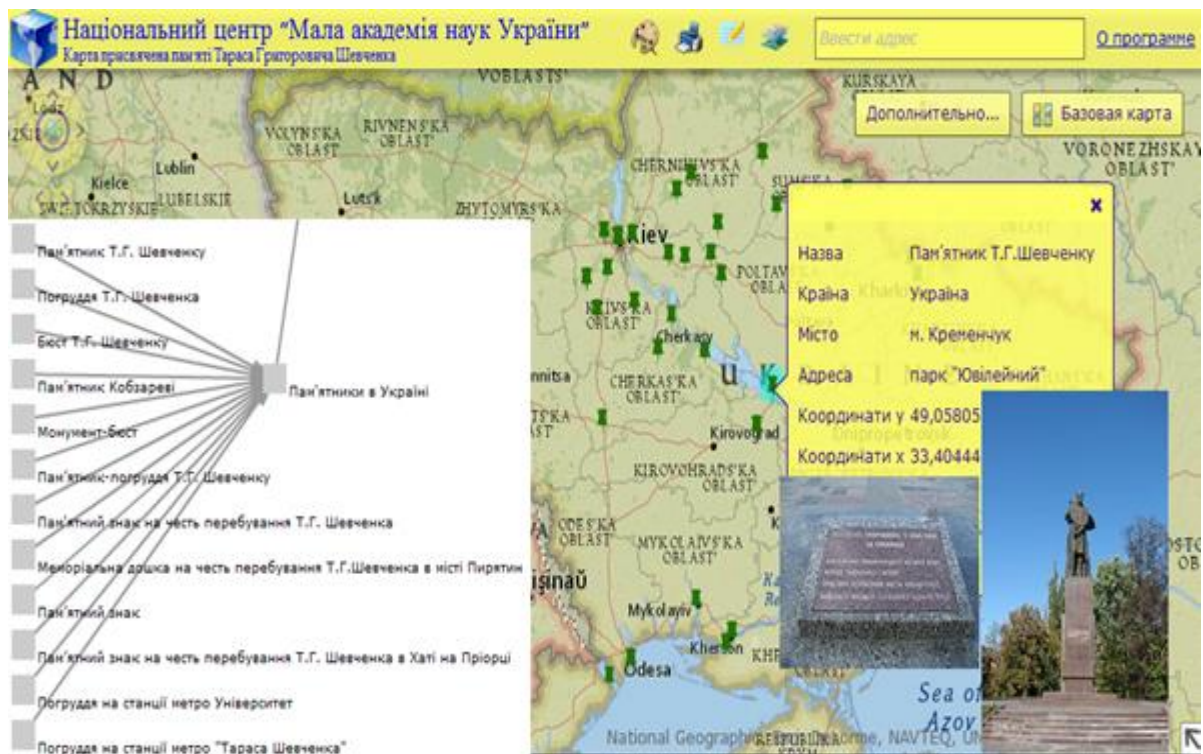 Національний центр "Мала академія наук України"
Карта присвячена пам'яті Тараса Григоровича Шевченка
Ввести адрес
О программе
Дополнительно...
Базовая карта
A N D
VOBLASTS'
KURSKAYA
OBLAST'
Łódź
VOLYNS'KA
OBLAST'
RIVNENS'KA
OBLAST'
CHERNIHIVS'KA
OBLAST'
SUMS'KA
VORONEZHSKAYA
OBLAST'
Lublin
Kielce
LUBELSKIE
ŚWIĘTOKRZYSKIE
Luts'k
ZHYTOMYRS'KA
Kiev
POLTAVS'KA
KYIVS'KA
OBLAST'
Cherkasy
CHERKAS'KA
OBLAST'
U K
Kirovograd
KIROVOHRADS'KA
OBLAST'
ODES'KA
OBLAST'
MYKOLAIVS'KA
OBLAST'
Mykolayiv
Kherson
Odesa
Sea of
Azov
National Geographic
Пам'ятник Т.Г. Шевченку
Погруддя Т.Г. Шевченка
Бюст Т.Г. Шевченку
Пам'ятник Кобзареві
Монумент-бюст
Пам'ятник-погруддя Т.Г. Шевченку
Пам'ятний знак на честь перебування Т.Г. Шевченка
Меморіальна дошка на честь перебування Т.Г.Шевченка в місті Пирятин
Пам'ятний знак
Пам'ятний знак на честь перебування Т.Г. Шевченка в Хаті на Пріорці
Погруддя на станції метро Університет
Погруддя на станції метро "Тараса Шевченка"
Пам'ятники в Україні
x
Назва Пам'ятник Т.Г.Шевченку
Країна Україна
Місто м. Кременчук
Адреса парк "Ювілейний"
Координати у 49,05805
Координати х 33,40444